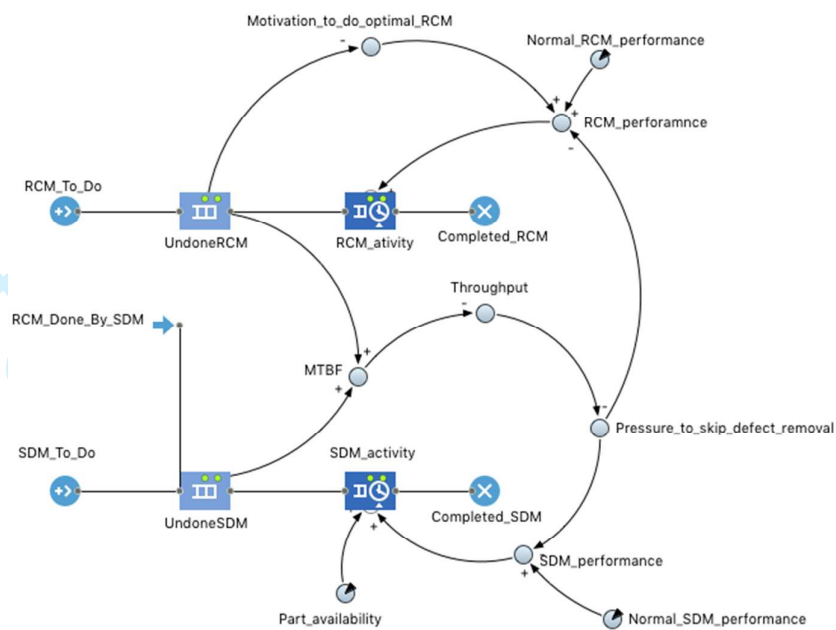 Motivation_to_do_optimal_RCM
-
Normal_RCM_performance
+
+
RCM_perforamnce
-
RCM_To_Do
+
UndoneRCM
RCM_ativity
Completed_RCM
Throughput
-
RCM_Done_By_SDM
+
MTBF
+
-
Pressure_to_skip_defect_removal
SDM_To_Do
SDM_activity
UndoneSDM
Completed_SDM
+
SDM_performance
+
Part_availability
Normal_SDM_performance